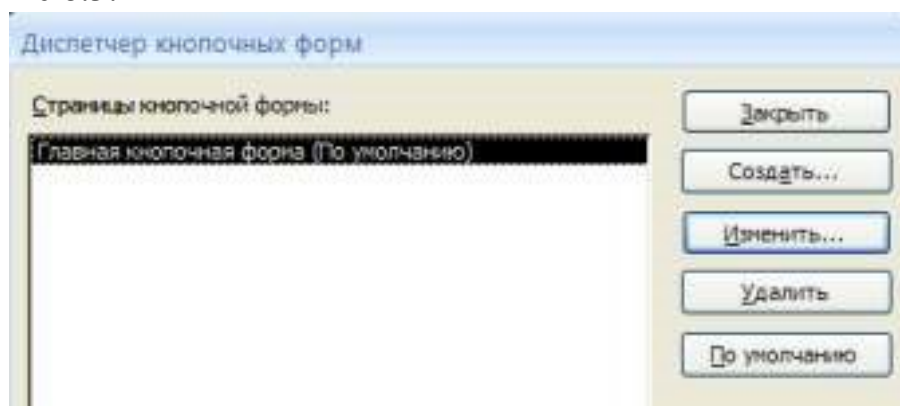 Диспетчер кнопочных форм
Страницы кнопочной формы:
Главная кнопочная форма (По умолчанию)
Закрыть
Создать...
Изменить...
Удалить
По умолчанию